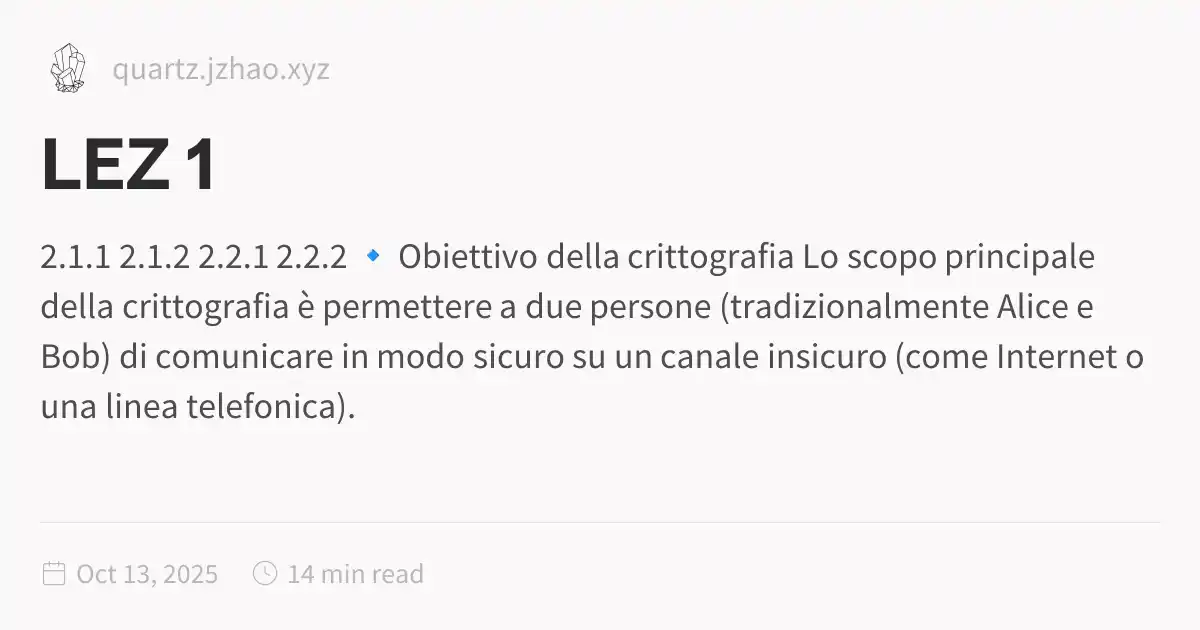 quartz.jzhao.xyz
LEZ 1
2.1.1 2.1.2 2.2.1 2.2.2 🔹 Obiettivo della crittografia Lo scopo principale
della crittografia è permettere a due persone (tradizionalmente Alice e
Bob) di comunicare in modo sicuro su un canale insicuro (come Internet o
una linea telefonica).
Oct 13, 2025 14 min read